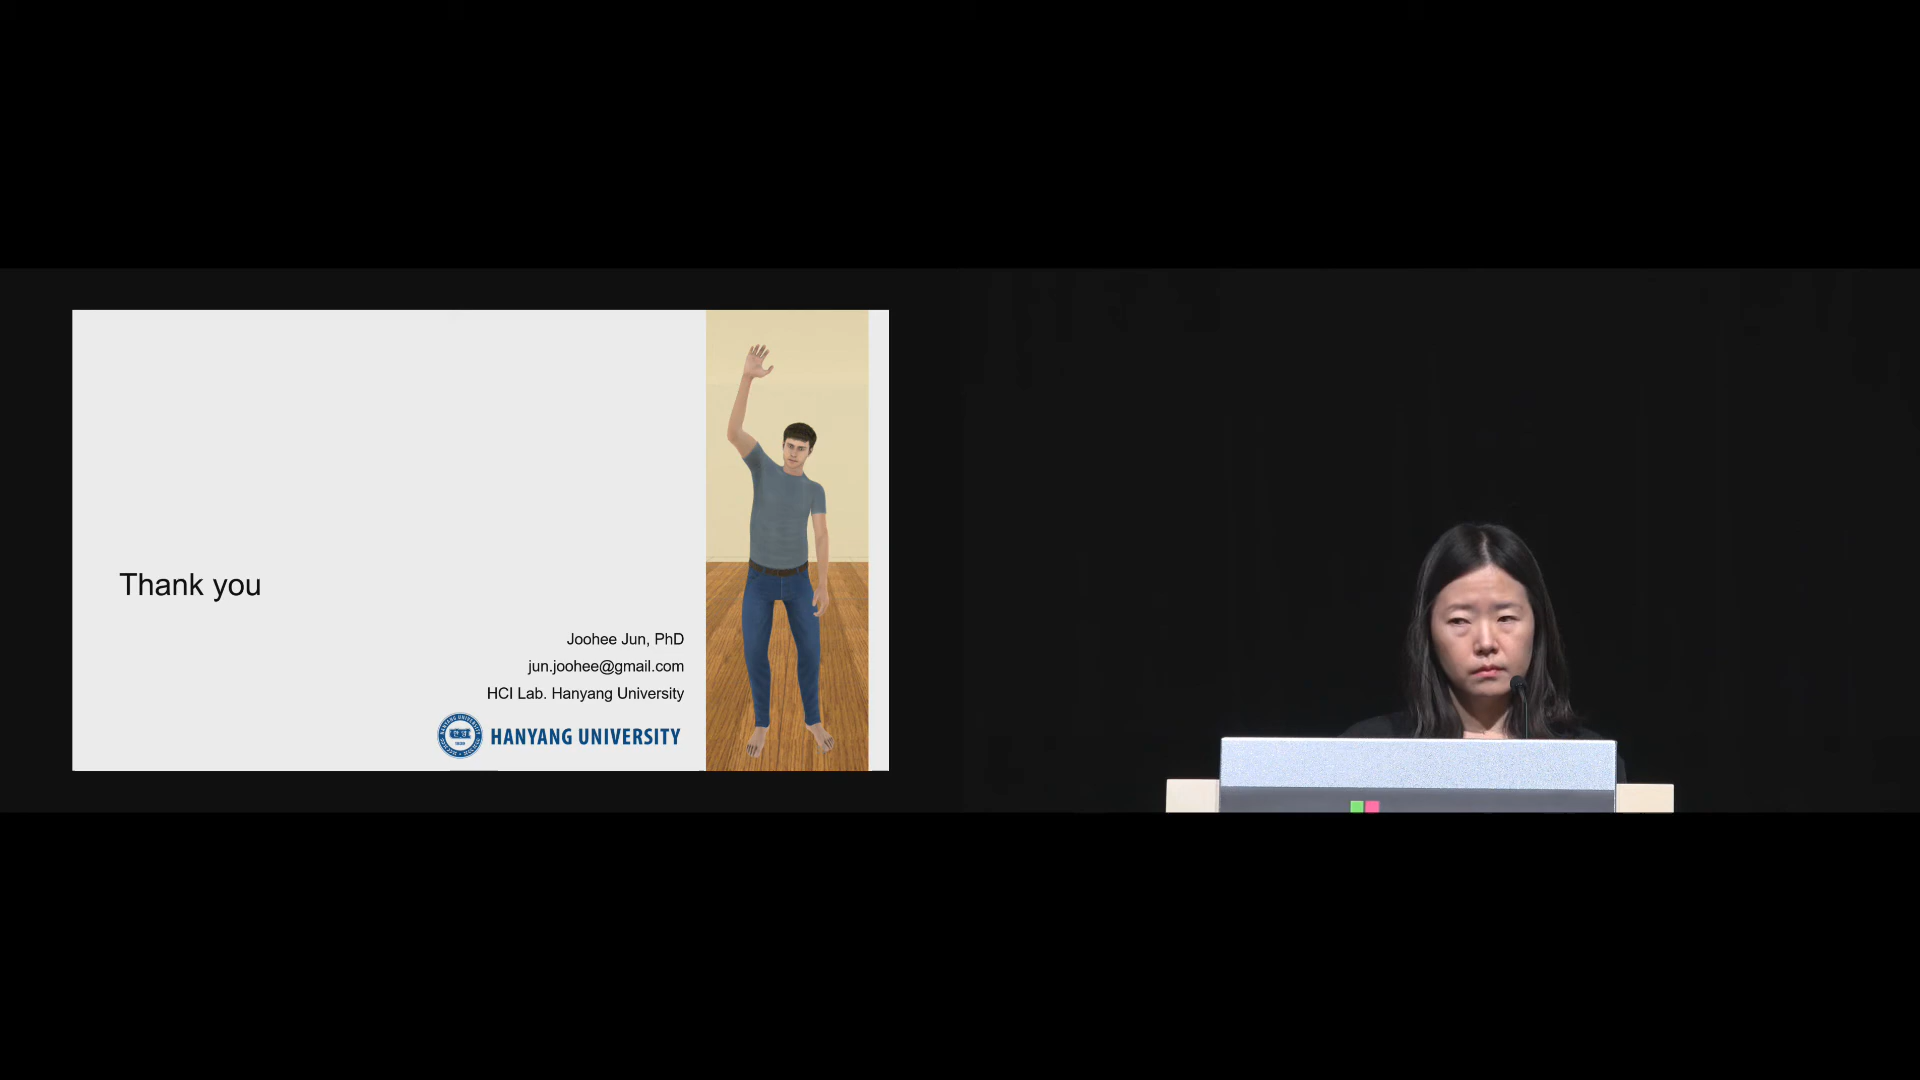 Thank you
Joohee Jun, PhD
jun.joohee@gmail.com
HCI Lab. Hanyang University
HANYANG UNIVERSITY